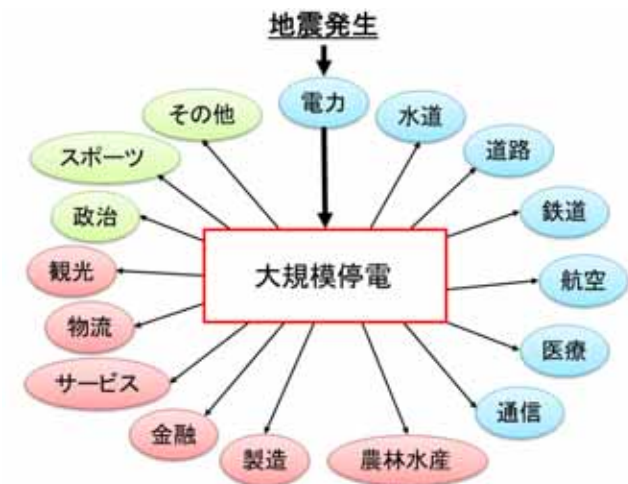 地震発生
電力
水道
道路
鉄道
航空
医療
通信
農林水産
製造
金融
サービス
物流
観光
政治
スポーツ
その他
大規模停電